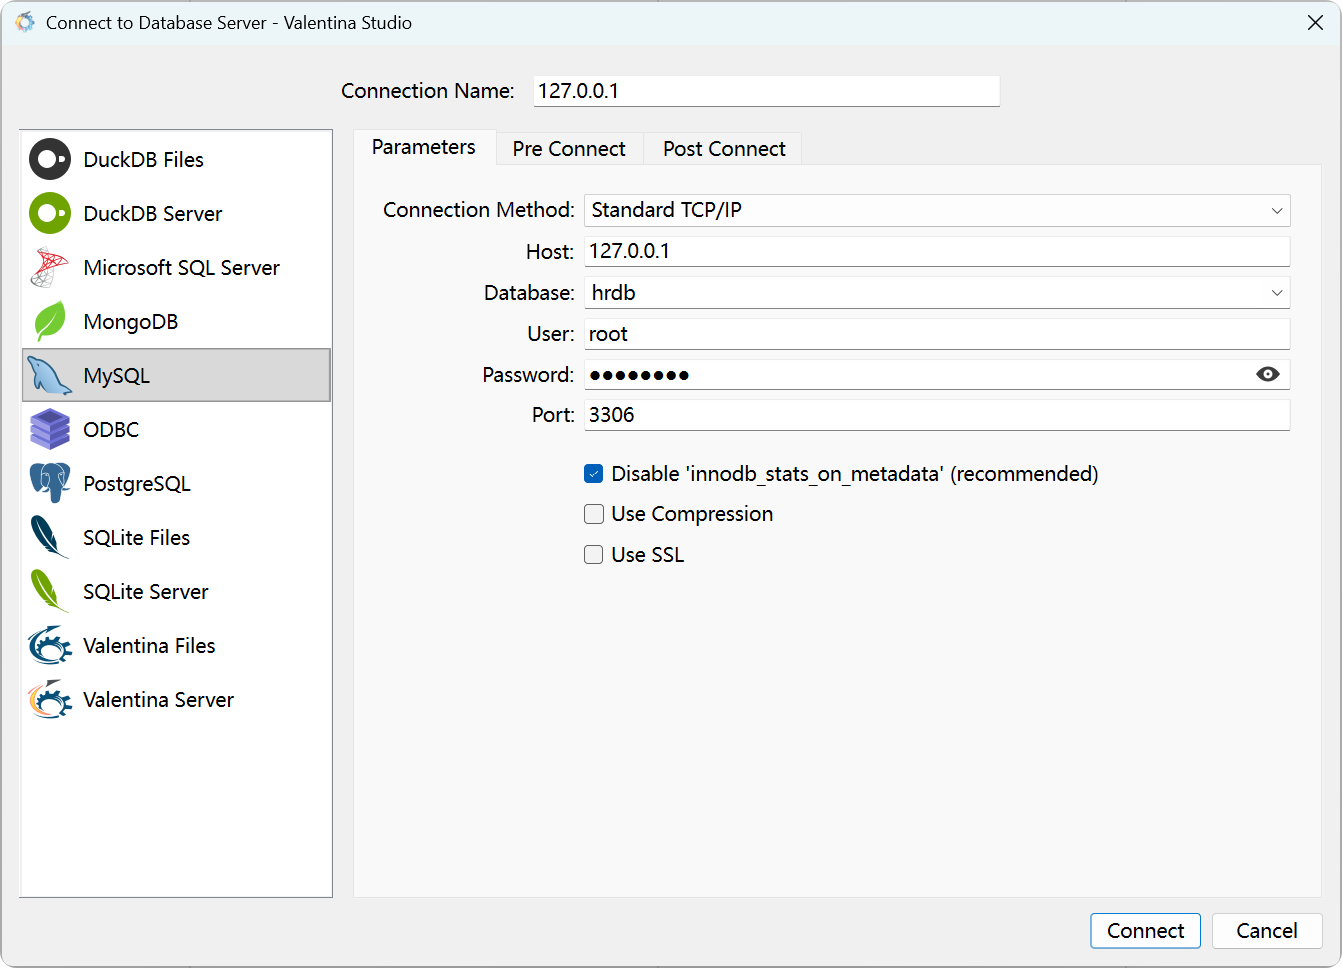 Connect to Database Server - Valentina Studio
Connection Name: 127.0.0.1
DuckDB Files
DuckDB Server
Microsoft SQL Server
MongoDB
MySQL
ODBC
PostgreSQL
SQLite Files
SQLite Server
Valentina Files
Valentina Server
Parameters Pre Connect Post Connect
Connection Method: Standard TCP/IP
Host: 127.0.0.1
Database: hrdb
User: root
Password: ●●●●●●●●
Port: 3306
Disable 'innodb_stats_on_metadata' (recommended)
Use Compression
Use SSL
Connect Cancel